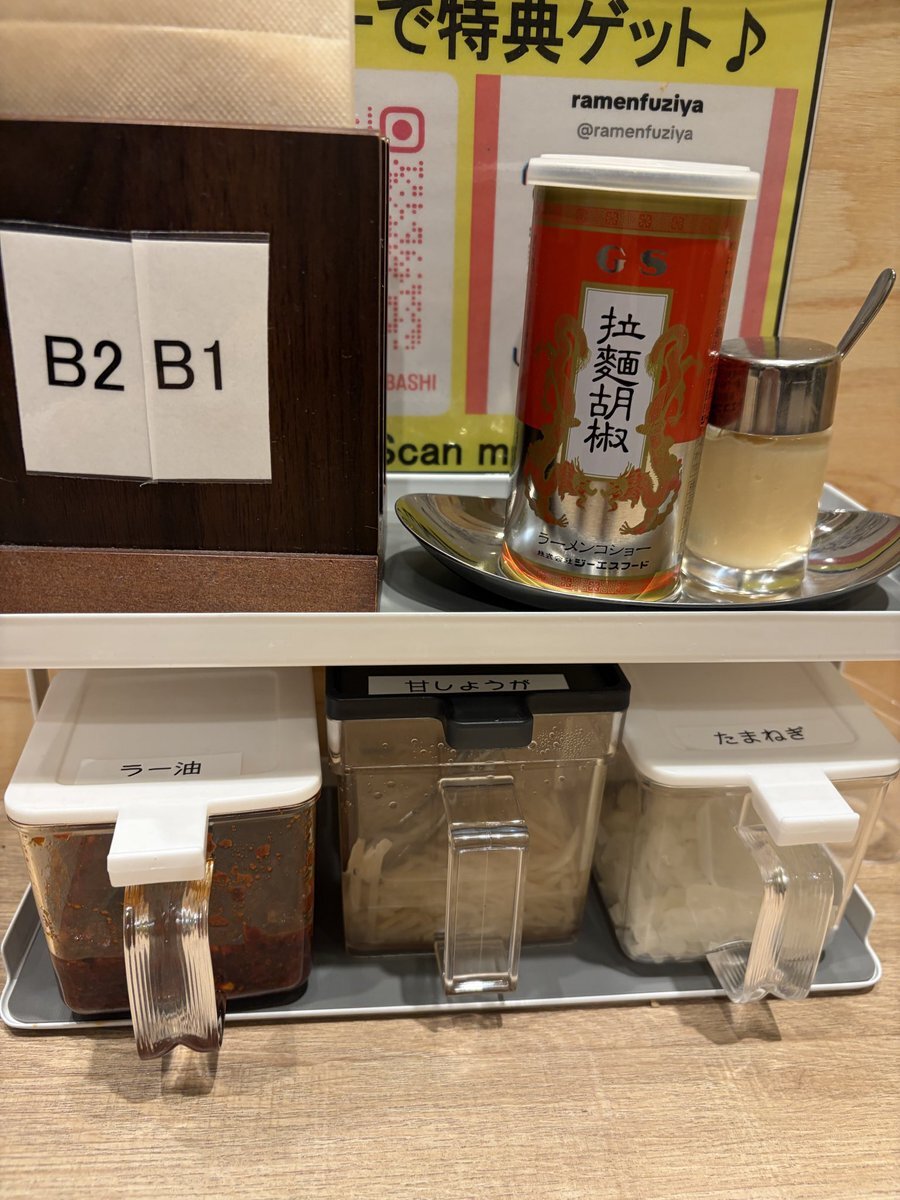 で特典ゲット♪
ramenfuziya
@ramenfuziya
BASHI
Scan m
B2 B1
GS
拉麵胡椒
ラーメンコショー
株式会社ジーエスフード
ラー油
甘しょうが
たまねぎ